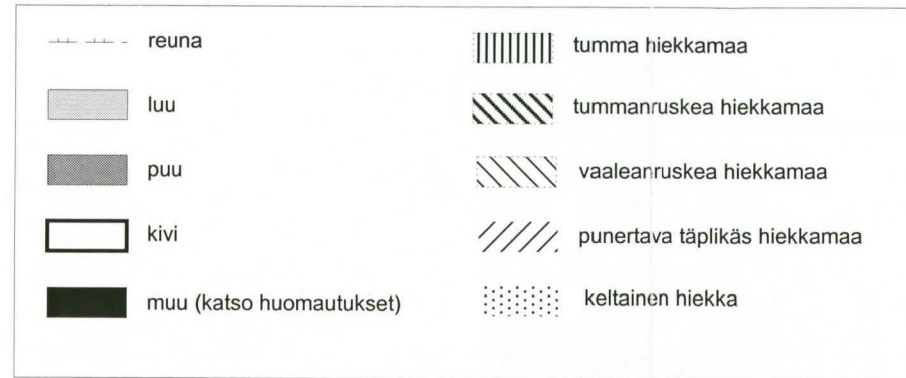 reuna
luu
puu
kivi
muu (katso huomautukset)
tumma hiekkamaa
tummanruskea hiekkamaa
vaaleanruskea hiekkamaa
punertava täplikäs hiekkamaa
keltainen hiekka